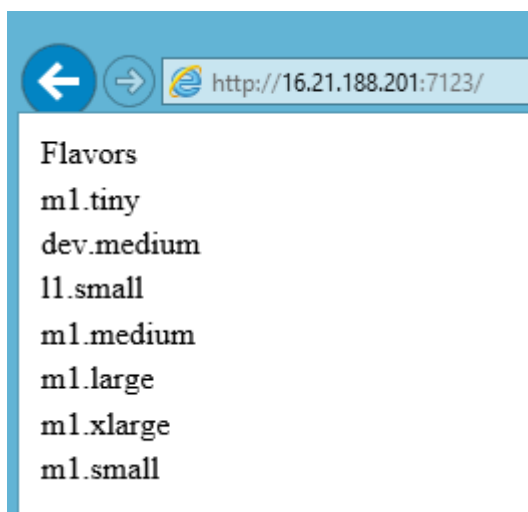 http://16.21.188.201:7123/
Flavors
m1.tiny
dev.medium
l1.small
m1.medium
m1.large
m1.xlarge
m1.small